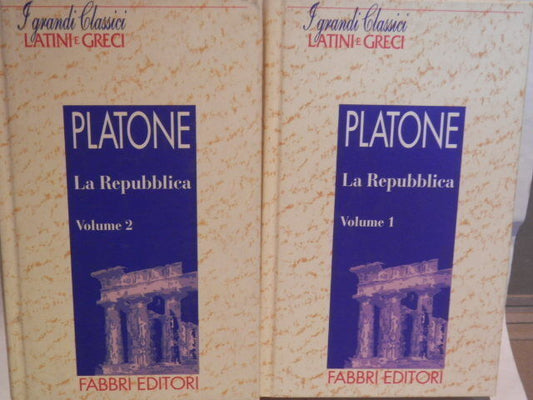 I grandi Classici
LATINI E GRECI
PLATONE
La Repubblica
Volume 2
FABBRI EDITORI
I grandi Classici
LATINI E GRECI
PLATONE
La Repubblica
Volume 1
FABBRI EDITORI